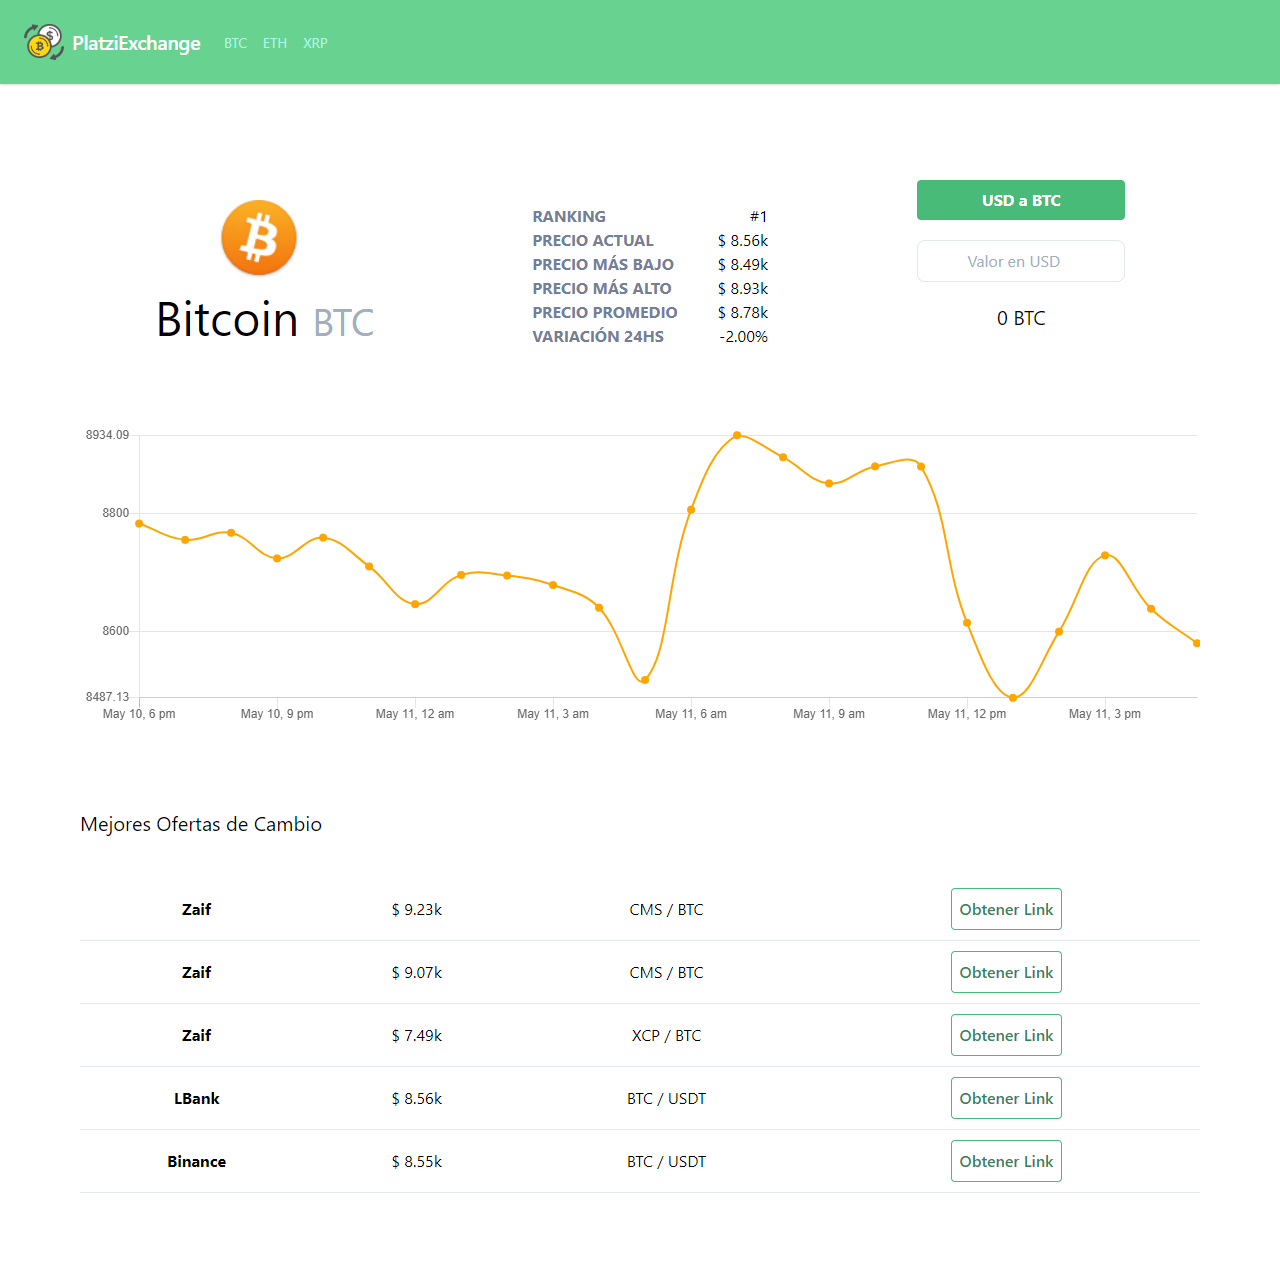 PlatziExchange BTC ETH XRP
Bitcoin BTC
RANKING #1
PRECIO ACTUAL $ 8.56k
PRECIO MÁS BAJO $ 8.49k
PRECIO MÁS ALTO $ 8.93k
PRECIO PROMEDIO $ 8.78k
VARIACIÓN 24HS -2.00%
USD a BTC
Valor en USD
0 BTC
8934.09
8800
8600
8487.13
May 10, 6 pm May 10, 9 pm May 11, 12 am May 11, 3 am May 11, 6 am May 11, 9 am May 11, 12 pm May 11, 3 pm
Mejores Ofertas de Cambio
Zaif $ 9.23k CMS / BTC Obtener Link
Zaif $ 9.07k CMS / BTC Obtener Link
Zaif $ 7.49k XCP / BTC Obtener Link
LBank $ 8.56k BTC / USDT Obtener Link
Binance $ 8.55k BTC / USDT Obtener Link